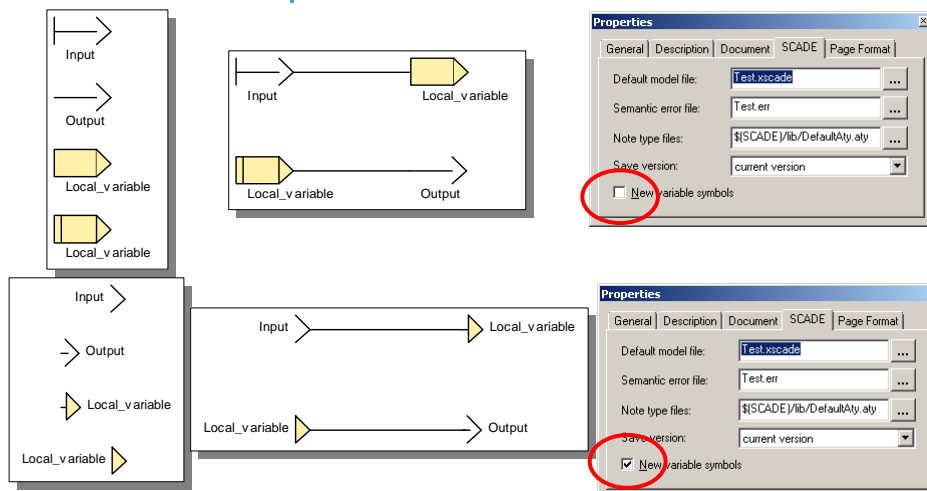 Input
Output
Local_variable
Local_variable
Input
Local_variable
Local_variable
Output
Properties
General
Description
Document
SCADE
Page Format
Default model file:
Test.xscade
...
Semantic error file:
Test.err
...
Note type files:
$(SCADE)/lib/DefaultAty.aty
...
Save version:
current version
New variable symbols
Input
Output
Local_variable
Local_variable
Input
Local_variable
Local_variable
Output
Properties
General
Description
Document
SCADE
Page Format
Default model file:
Test.xscade
...
Semantic error file:
Test.err
...
Note type files:
$(SCADE)/lib/DefaultAty.aty
...
Save version:
current version
New variable symbols